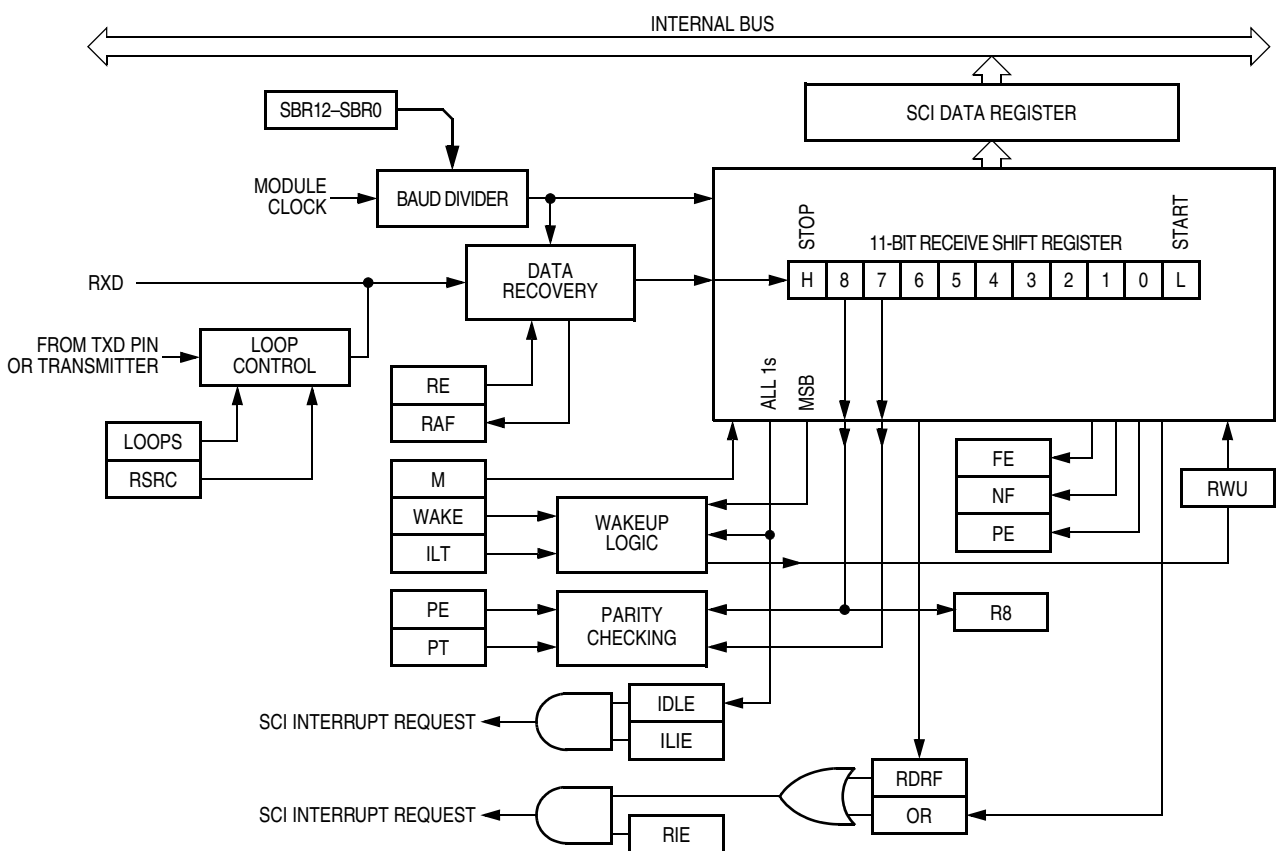 INTERNAL BUS
SBR12–SBR0
SCI DATA REGISTER
MODULE
CLOCK
BAUD DIVIDER
STOP
11-BIT RECEIVE SHIFT REGISTER
START
RXD
DATA
RECOVERY
H 8 7 6 5 4 3 2 1 0 L
FROM TXD PIN
OR TRANSMITTER
LOOP
CONTROL
ALL 1s
MSB
RE
RAF
LOOPS
RSRC
M
WAKE
ILT
WAKEUP
LOGIC
FE
NF
PE
RWU
PE
PT
PARITY
CHECKING
R8
SCI INTERRUPT REQUEST
IDLE
ILIE
RDRF
OR
SCI INTERRUPT REQUEST
RIE